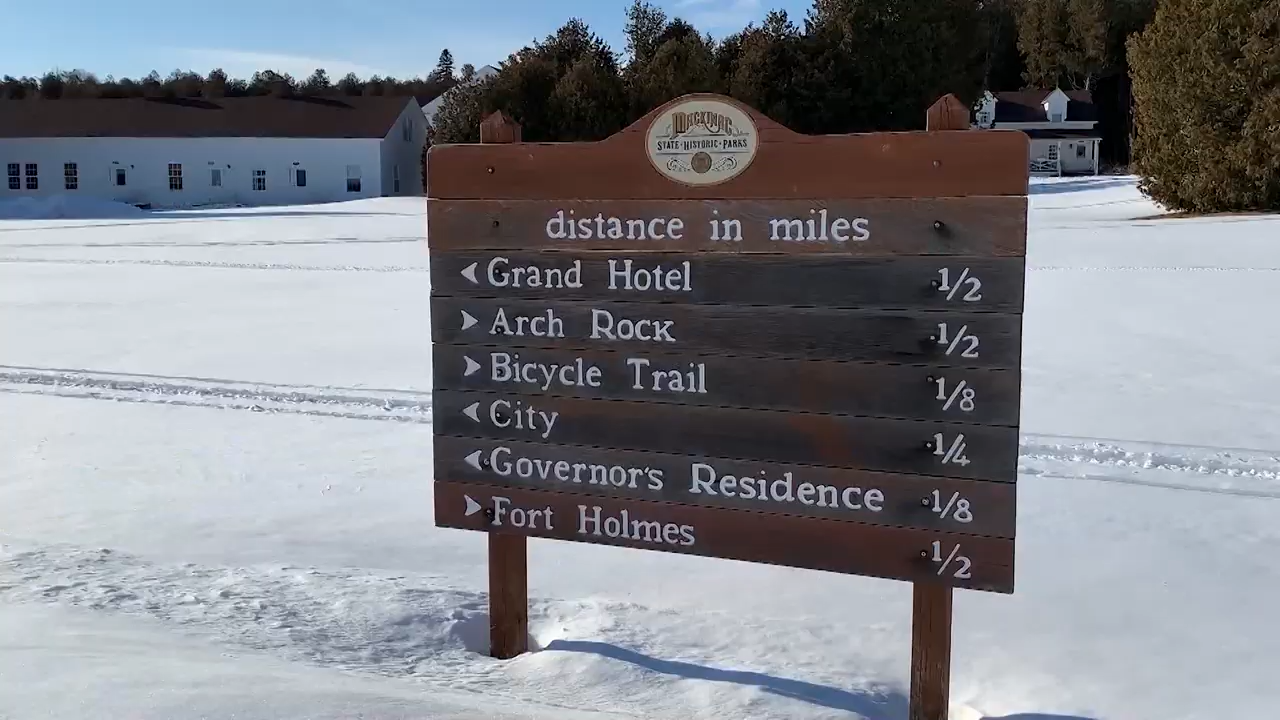 MACKINAC
STATE • HISTORIC • PARKS
distance in miles
Grand Hotel 1/2
Arch Rock 1/2
Bicycle Trail 1/8
City 1/4
Governor's Residence 1/8
Fort Holmes 1/2